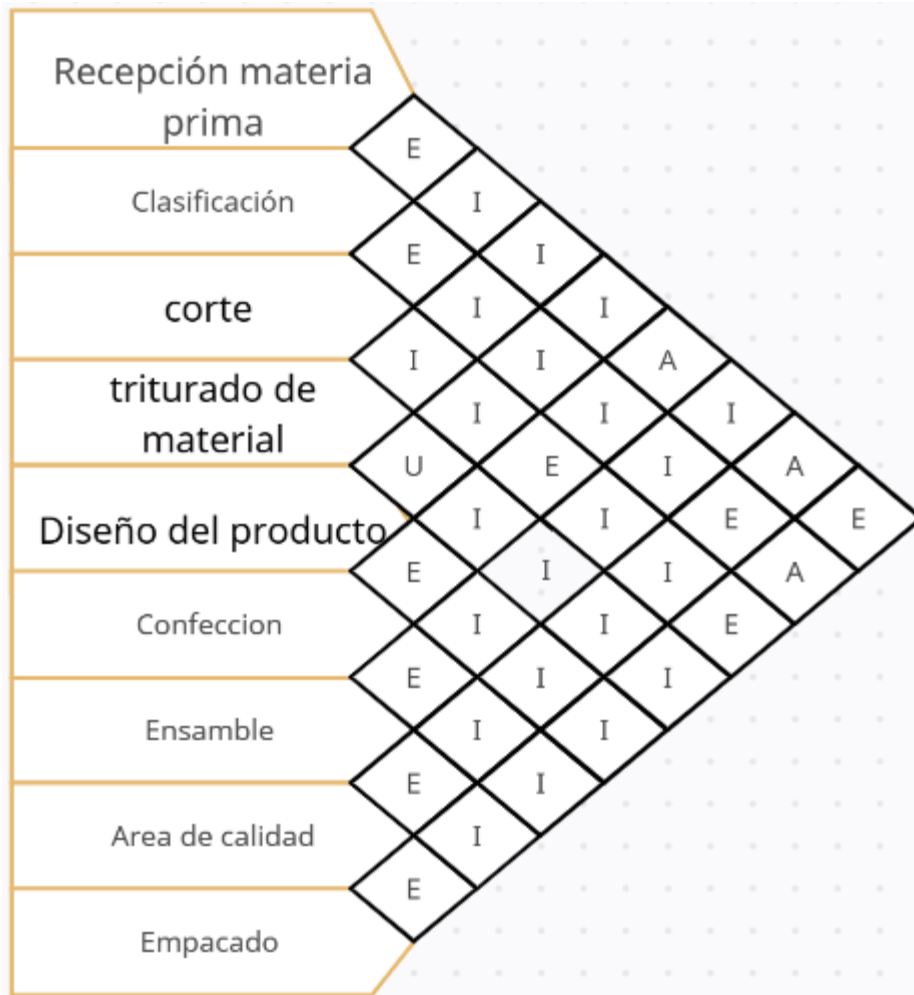 Recepción materia
prima
E
Clasificación I
E I
corte I I
I I A
triturado de
I I I
material
U E I A
Diseño del producto I I E E
E I I A
Confeccion I I E
E I I
Ensamble I I
E I
Area de calidad I
E
Empacado